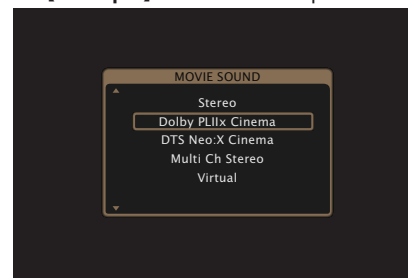 MOVIE SOUND
Stereo
Dolby PLIIx Cinema
DTS Neo:X Cinema
Multi Ch Stereo
Virtual